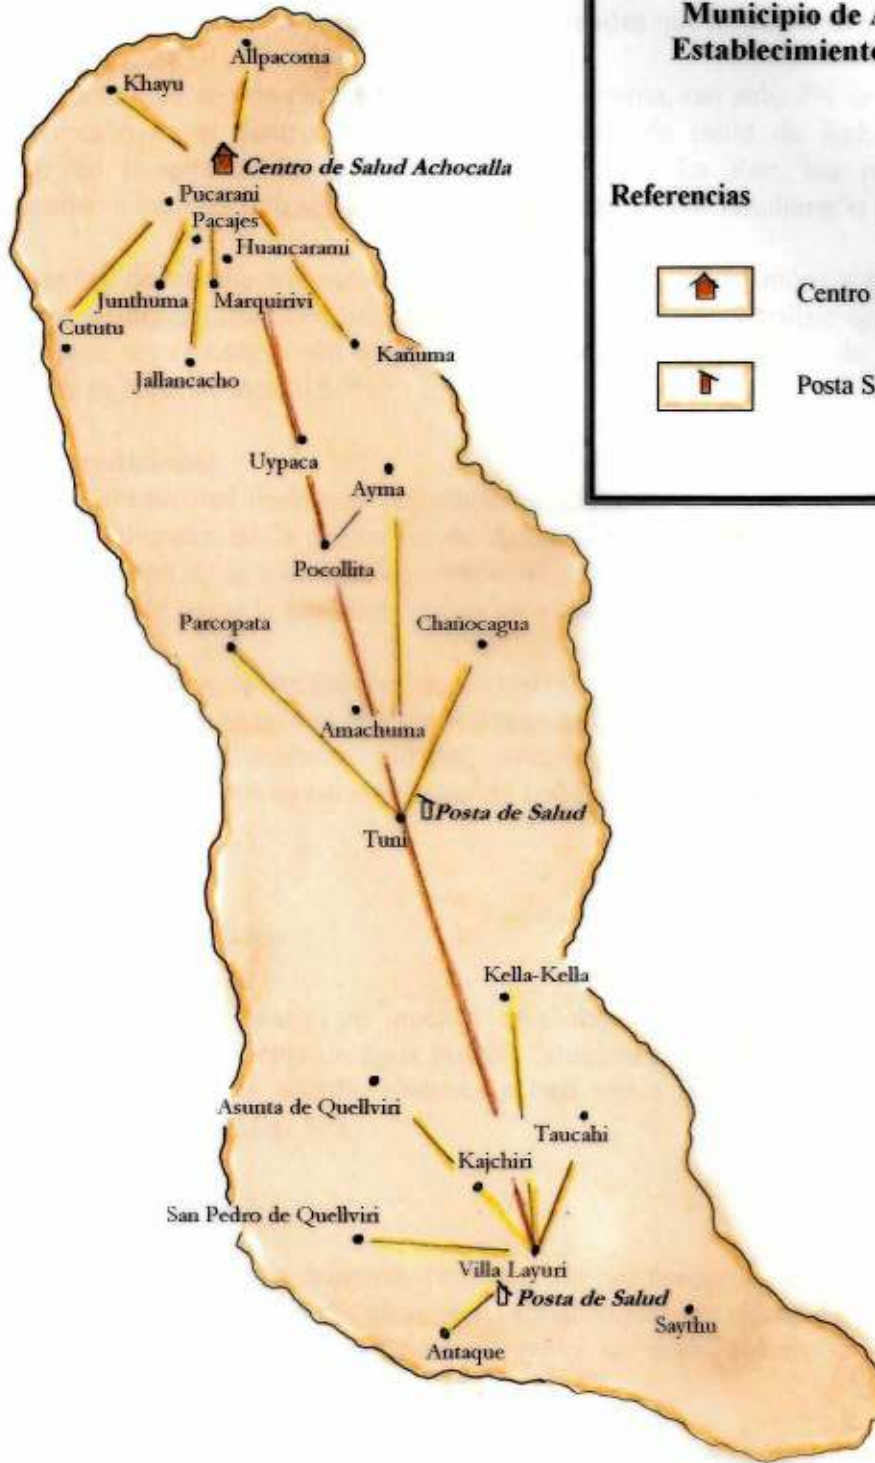 Municipio de A
Establecimiento
Referencias
Centro
Posta S
Allpacoma
Khayu
Centro de Salud Achocalla
Pucarani
Pacajes
Huancarami
Junthuma
Marquirivi
Cututu
Kañuma
Jallancacho
Uypaca
Ayma
Pocollita
Parcopata
Chañocagua
Amachuma
Posta de Salud
Tuni
Kella-Kella
Asunta de Quellviri
Taucahi
Kajchiri
San Pedro de Quellviri
Villa Layuri
Posta de Salud
Saythu
Antaque